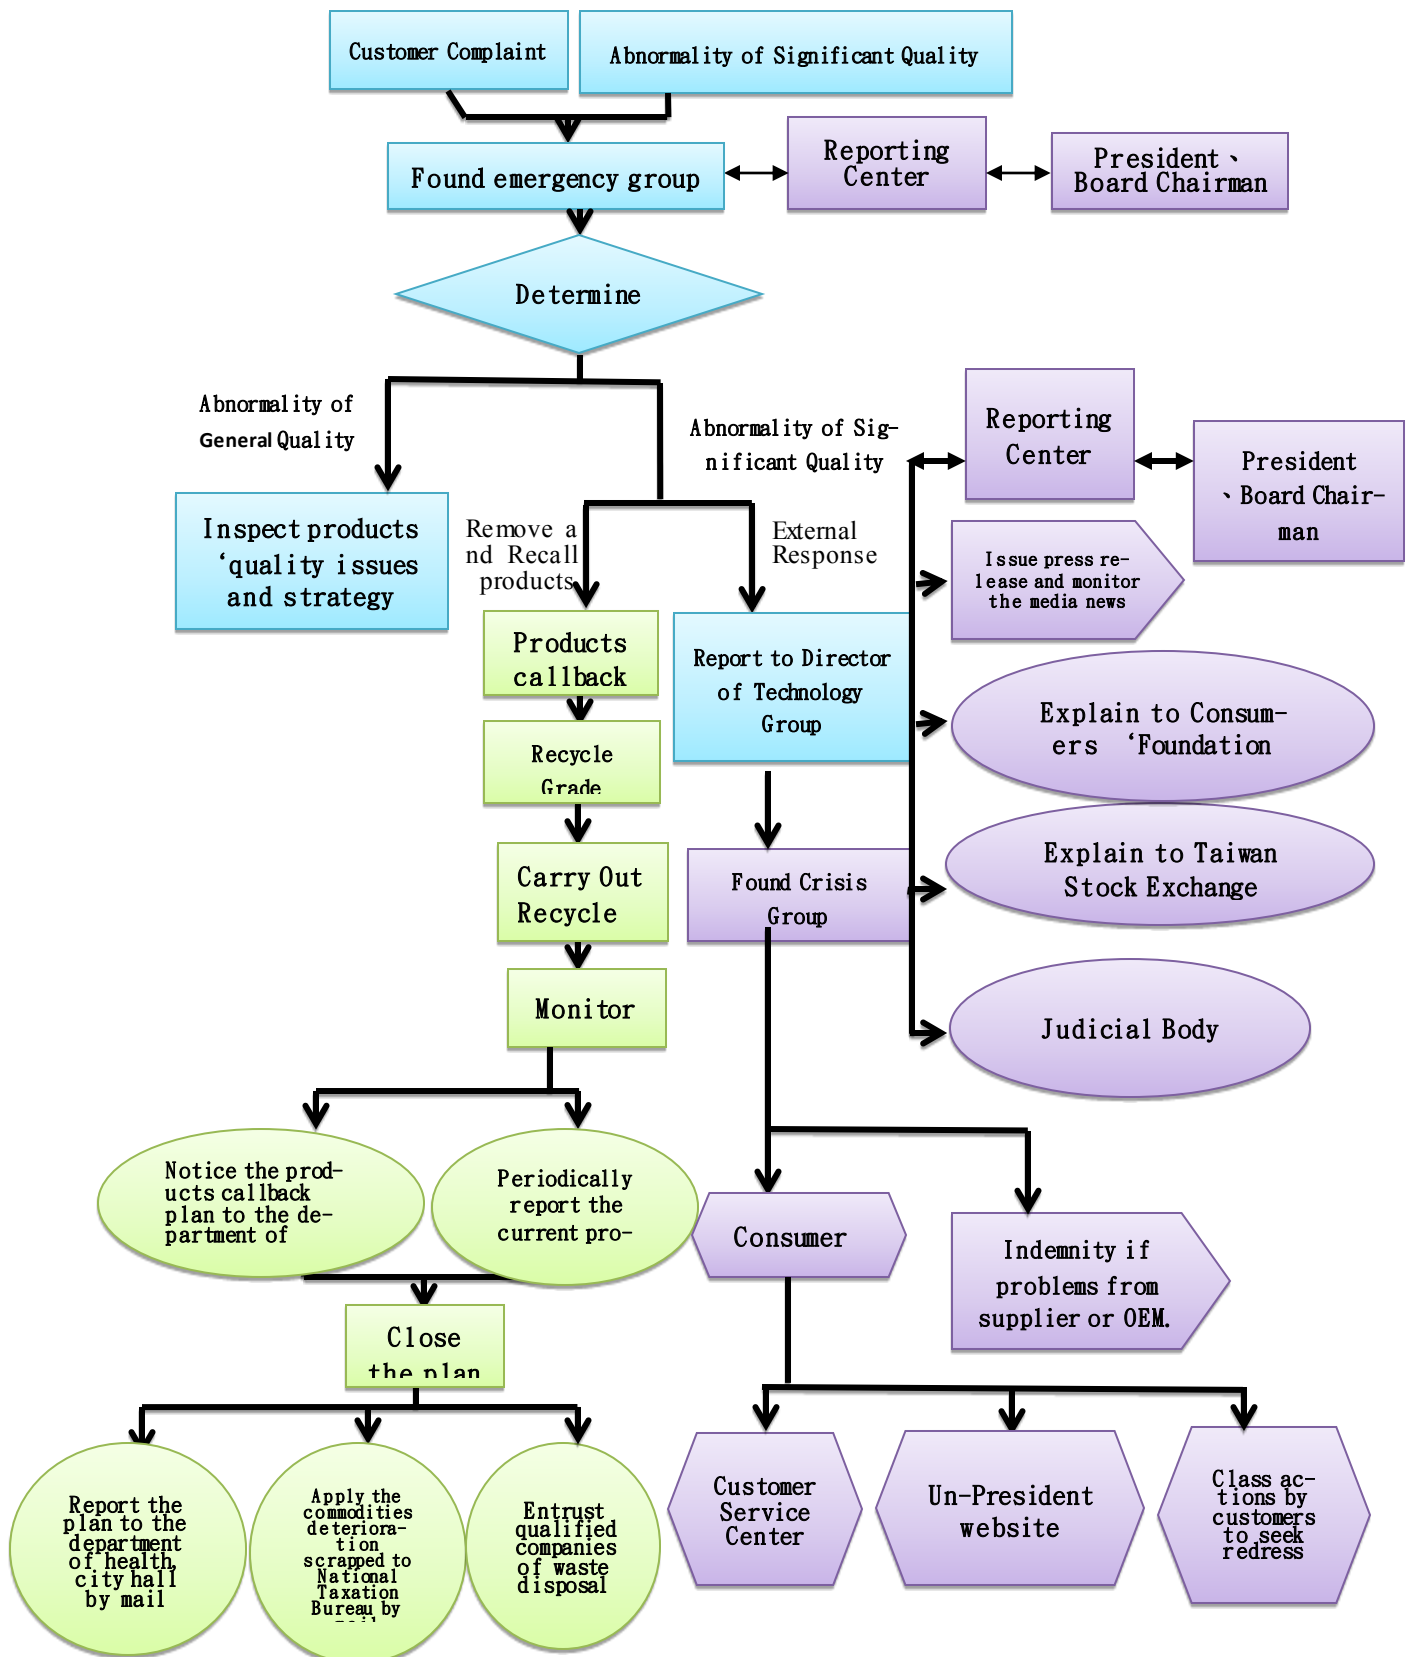 Customer Complaint
Abnormality of Significant Quality
Found emergency group
Reporting
Center
President、
Board Chairman
Determine
Abnormality of
General Quality
Abnormality of Sig-
nificant Quality
Reporting
Center
President
、Board Chair-
man
Inspect products
‘quality issues
and strategy
Remove a
nd Recall
products
External
Response
Issue press re-
lease and monitor
the media news
Products
callback
Report to Director
of Technology
Group
Explain to Consum-
ers ‘Foundation
Recycle
Grade
Carry Out
Recycle
Found Crisis
Group
Explain to Taiwan
Stock Exchange
Monitor
Judicial Body
Notice the prod-
ucts callback
plan to the de-
partment of
Periodically
report the
current pro-
Consumer
Indemnity if
problems from
supplier or OEM.
Close
the plan
Report the
plan to the
department
of health,
city hall
by mail
Apply the
commodities
deteriora-
tion
scrapped to
National
Taxation
Bureau by
Entrust
qualified
companies
of waste
disposal
Customer
Service
Center
Un-President
website
Class ac-
tions by
customers
to seek
redress